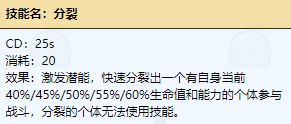 技能名：分裂
CD：25s
消耗：20
效果：激发潜能，快速分裂出一个有自身当前
40%/45%/50%/55%/60%生命值和能力的个体参与
战斗，分裂的个体无法使用技能。